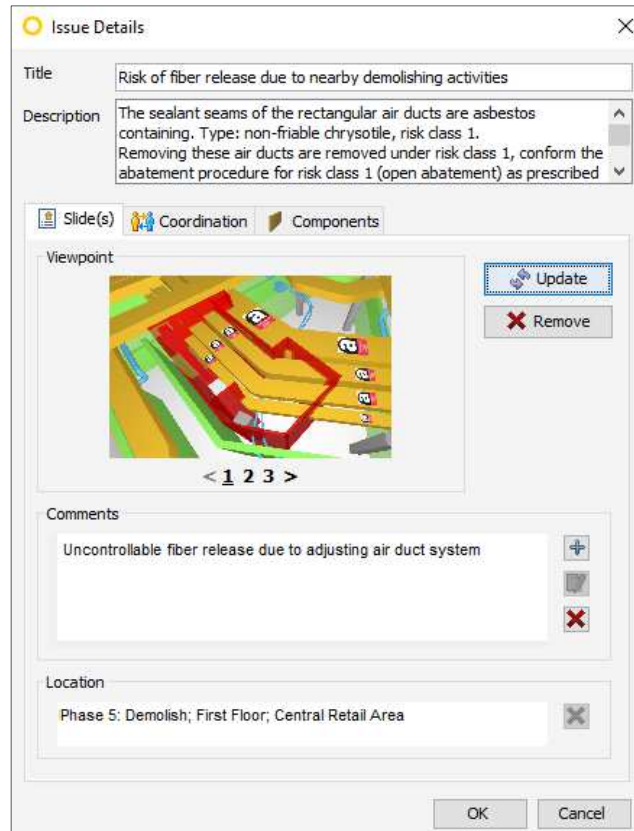 Issue Details
Title
Risk of fiber release due to nearby demolishing activities
Description
The sealant seams of the rectangular air ducts are asbestos
containing. Type: non-friable chrysotile, risk class 1.
Removing these air ducts are removed under risk class 1, conform the
abatement procedure for risk class 1 (open abatement) as prescribed
Slide(s) Coordination Components
Viewpoint
Update
Remove
a a a a a a a a
< 1 2 3 >
Comments
Uncontrollable fiber release due to adjusting air duct system
Location
Phase 5: Demolish; First Floor; Central Retail Area
OK Cancel